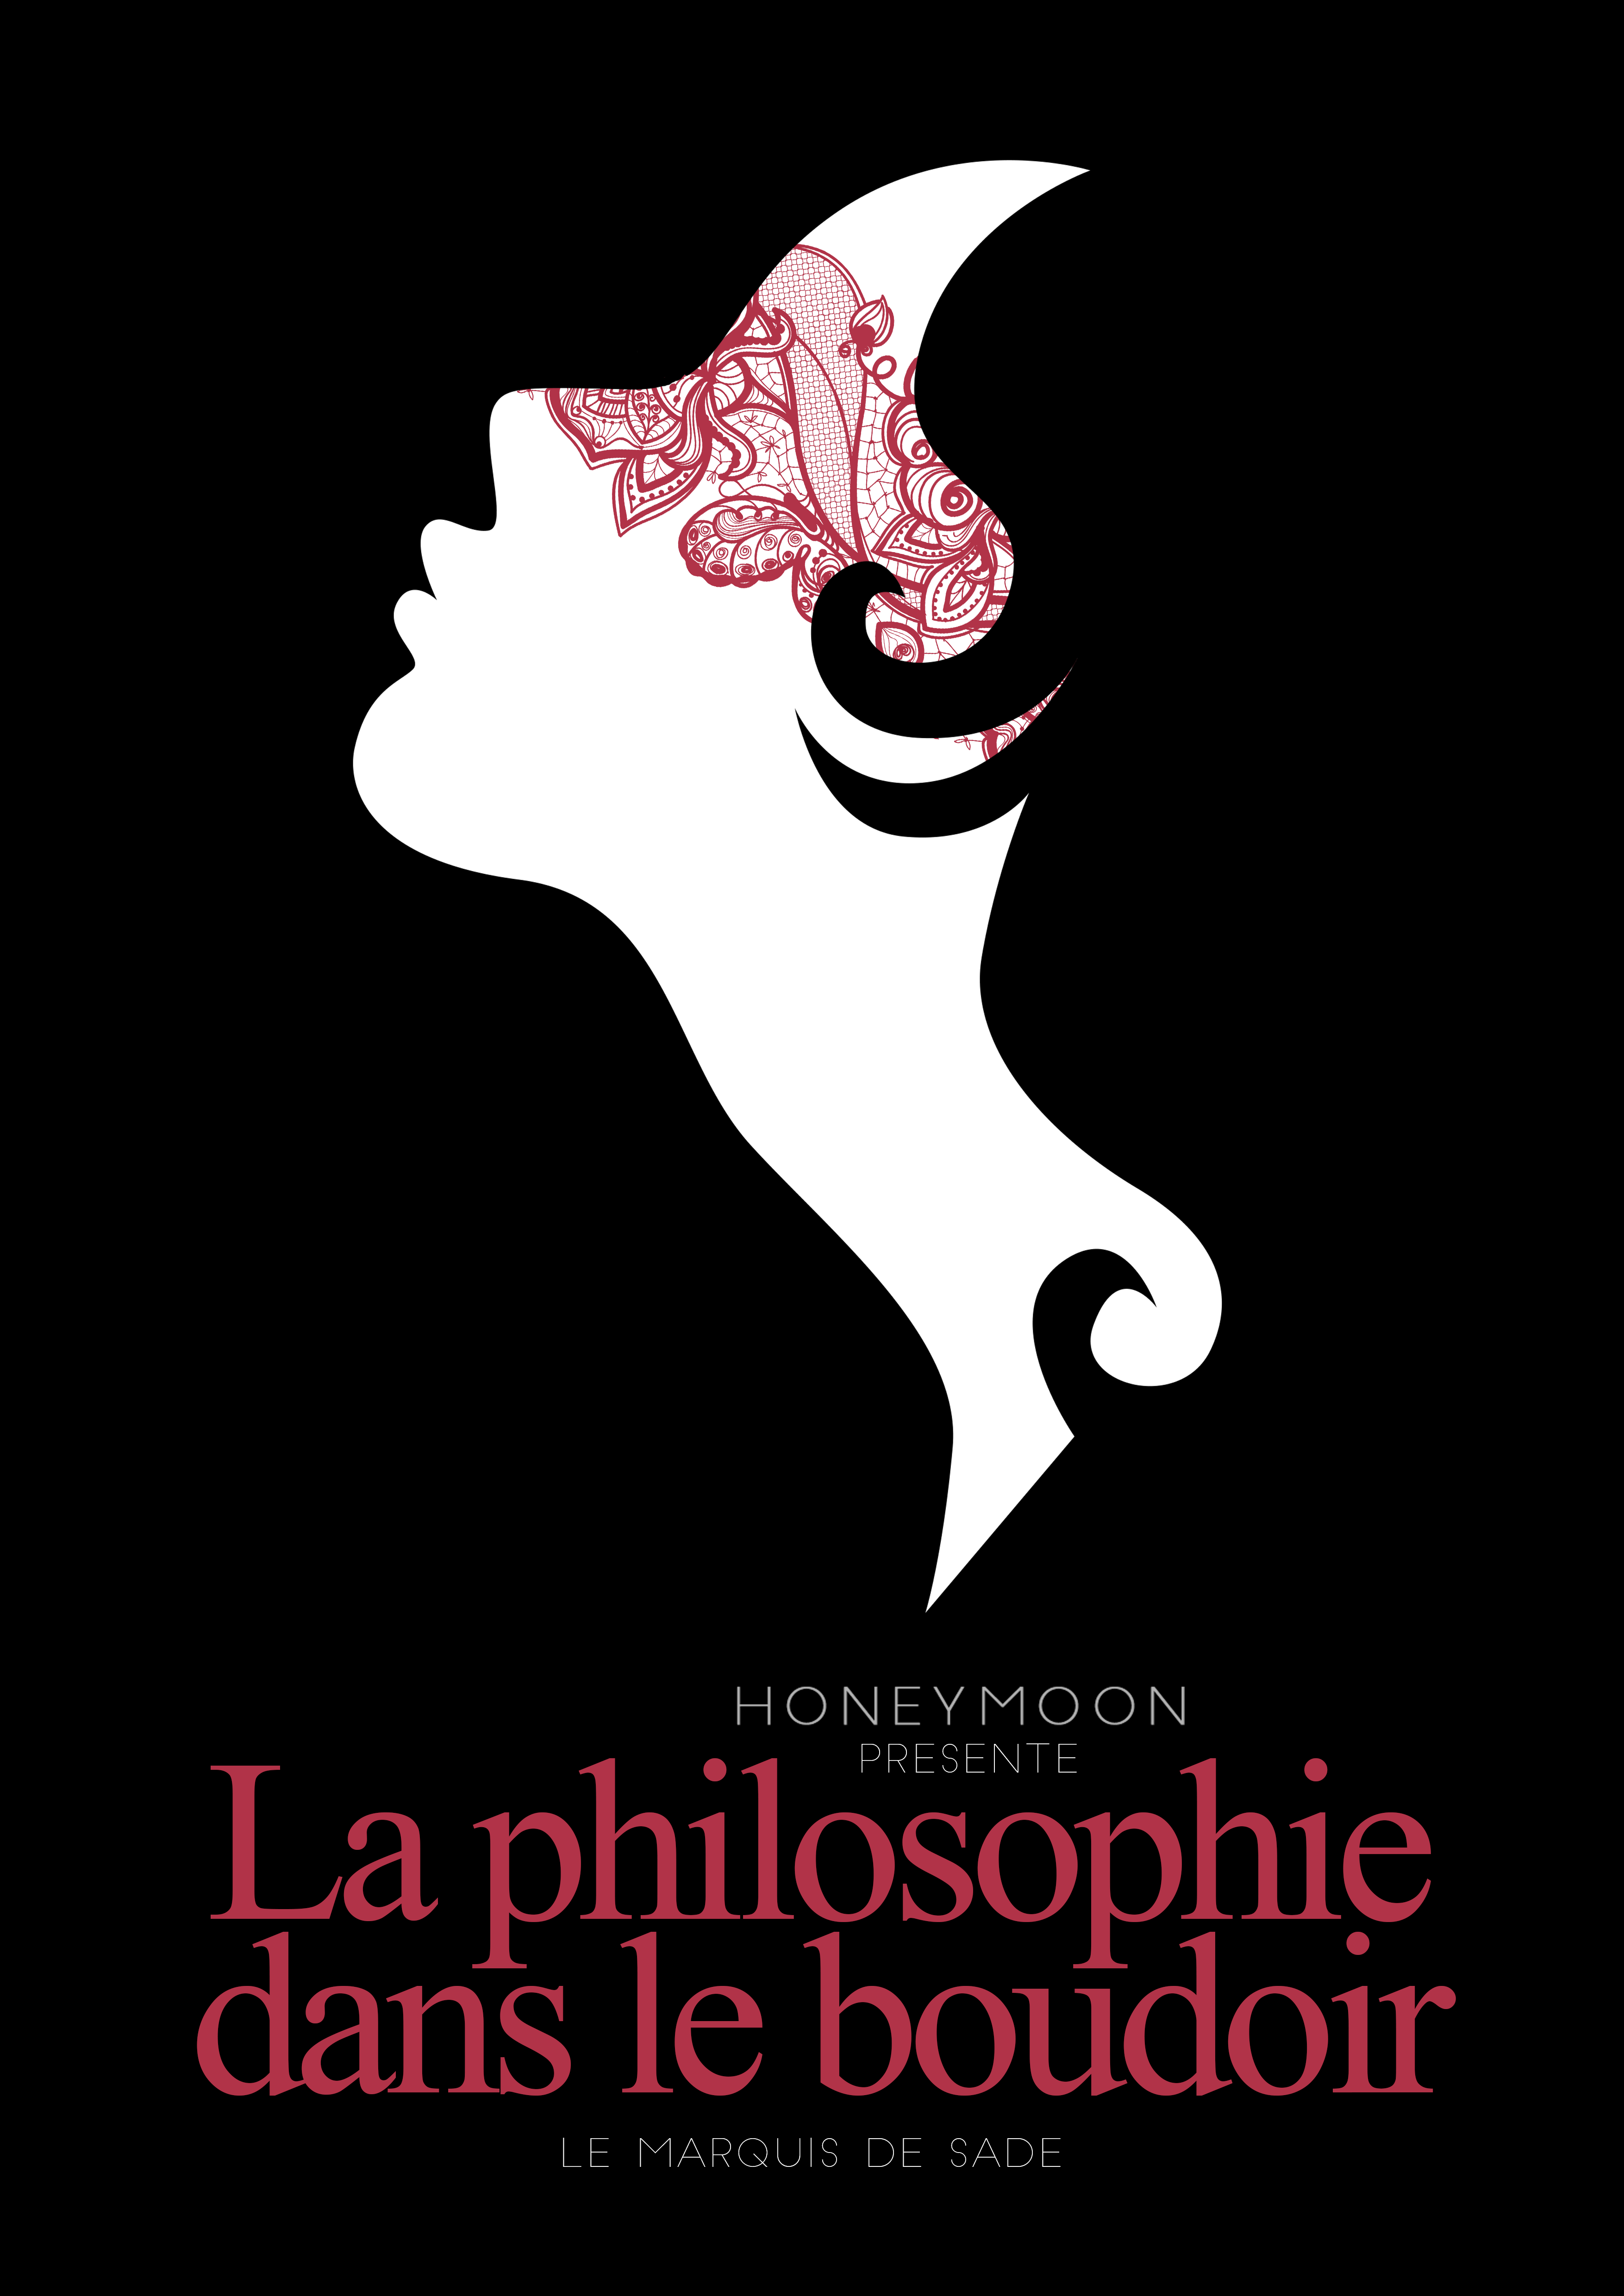 HONEYMOON
PRESENTE
La philosophie
dans le boudoir
LE MARQUIS DE SADE